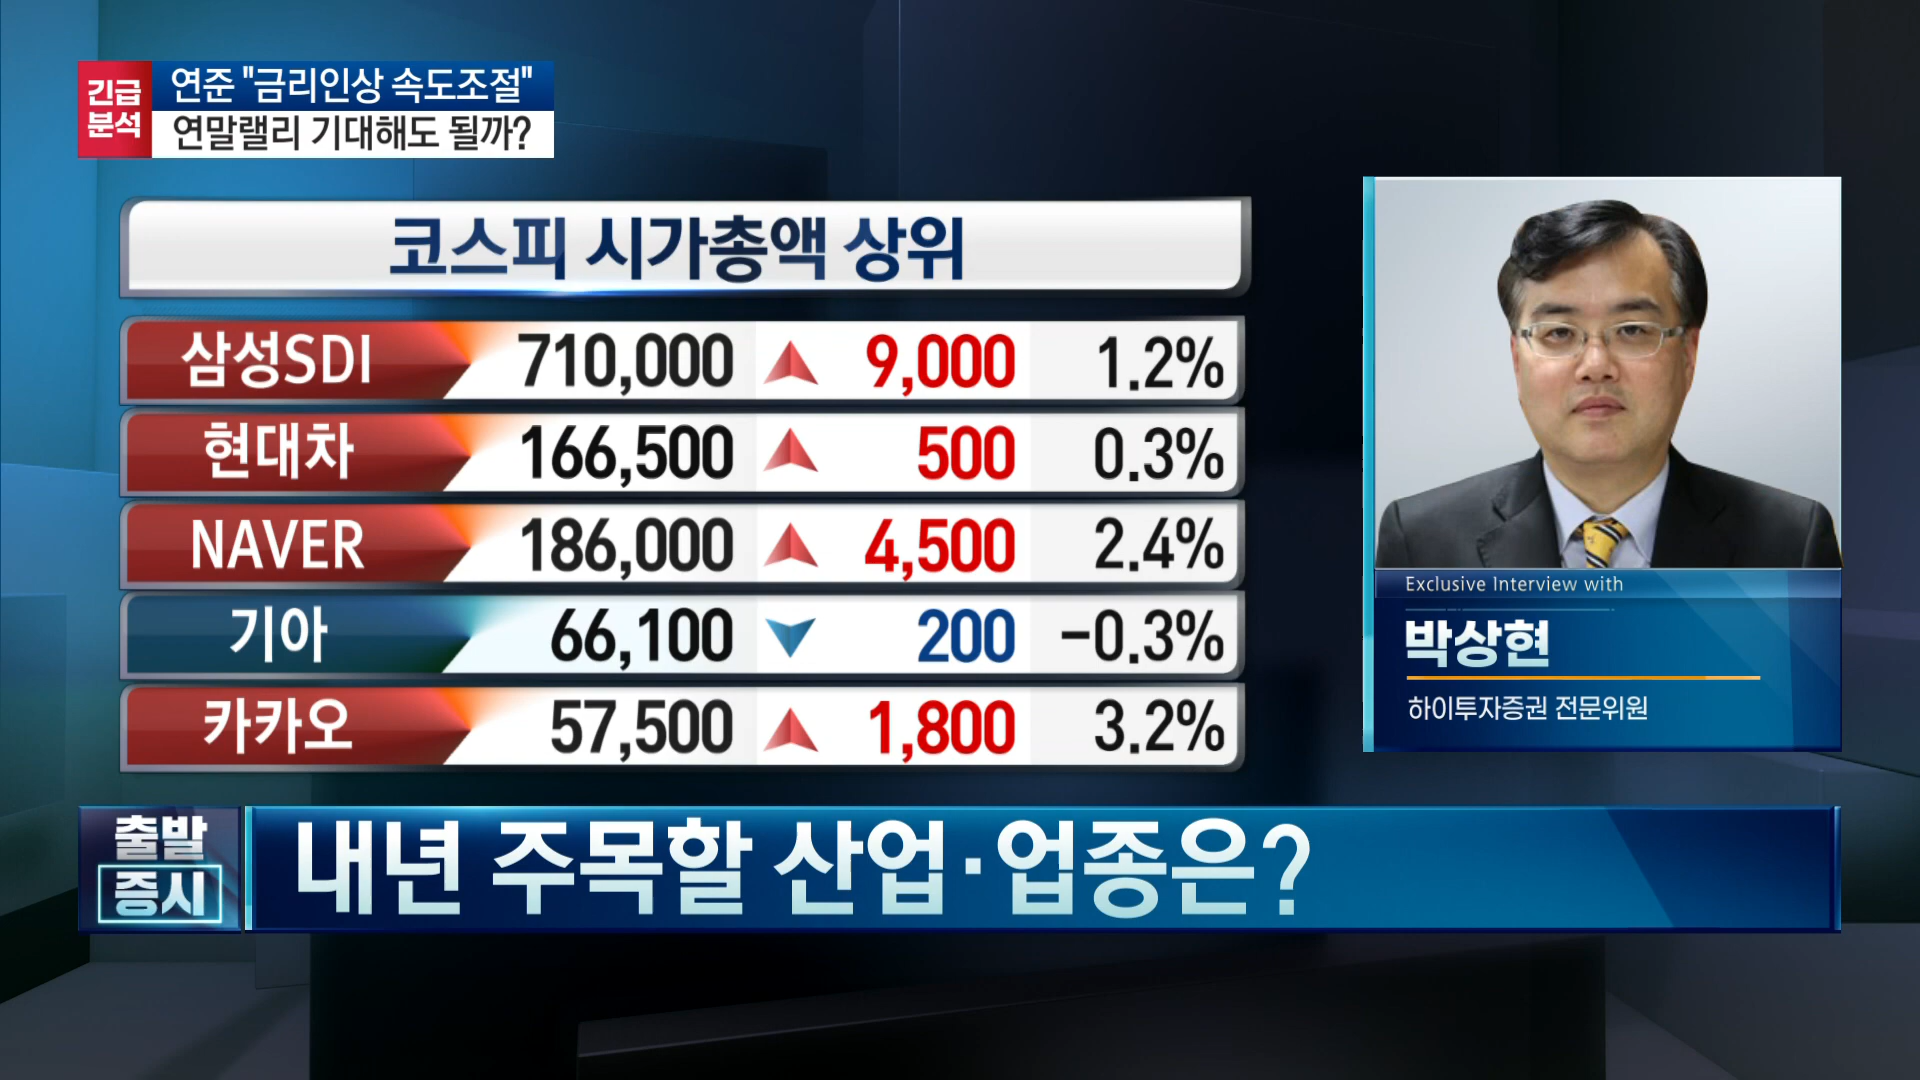 긴급
분석
연준 "금리인상 속도조절"
연말랠리 기대해도 될까?
코스피 시가총액 상위
삼성SDI 710,000 ▲ 9,000 1.2%
현대차 166,500 ▲ 500 0.3%
NAVER 186,000 ▲ 4,500 2.4%
기아 66,100 ▼ 200 -0.3%
카카오 57,500 ▲ 1,800 3.2%
Exclusive Interview with
박상현
하이투자증권 전문위원
출발
증시
내년 주목할 산업·업종은?